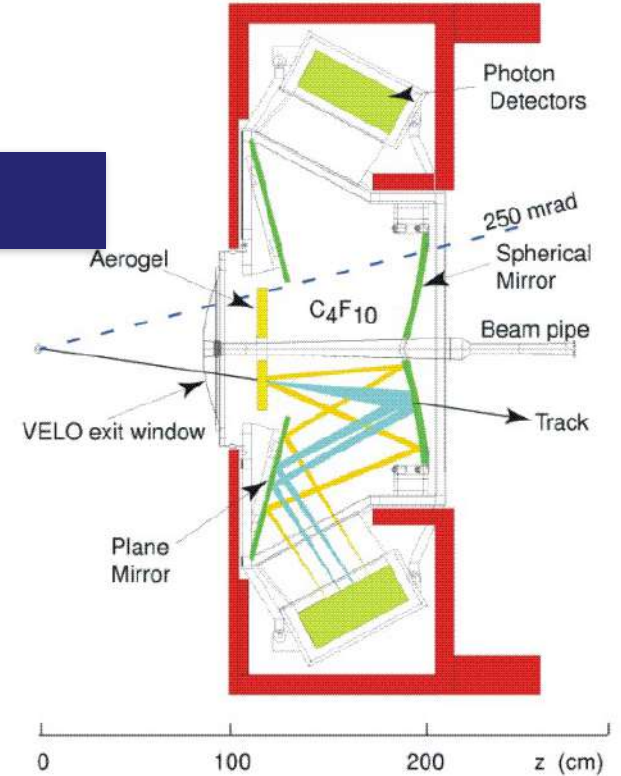 Photon
Detectors
250 mrad
Aerogel
Spherical
Mirror
C₄F₁₀
Beam pipe
VELO exit window
Track
Plane
Mirror
0 100 200 z (cm)